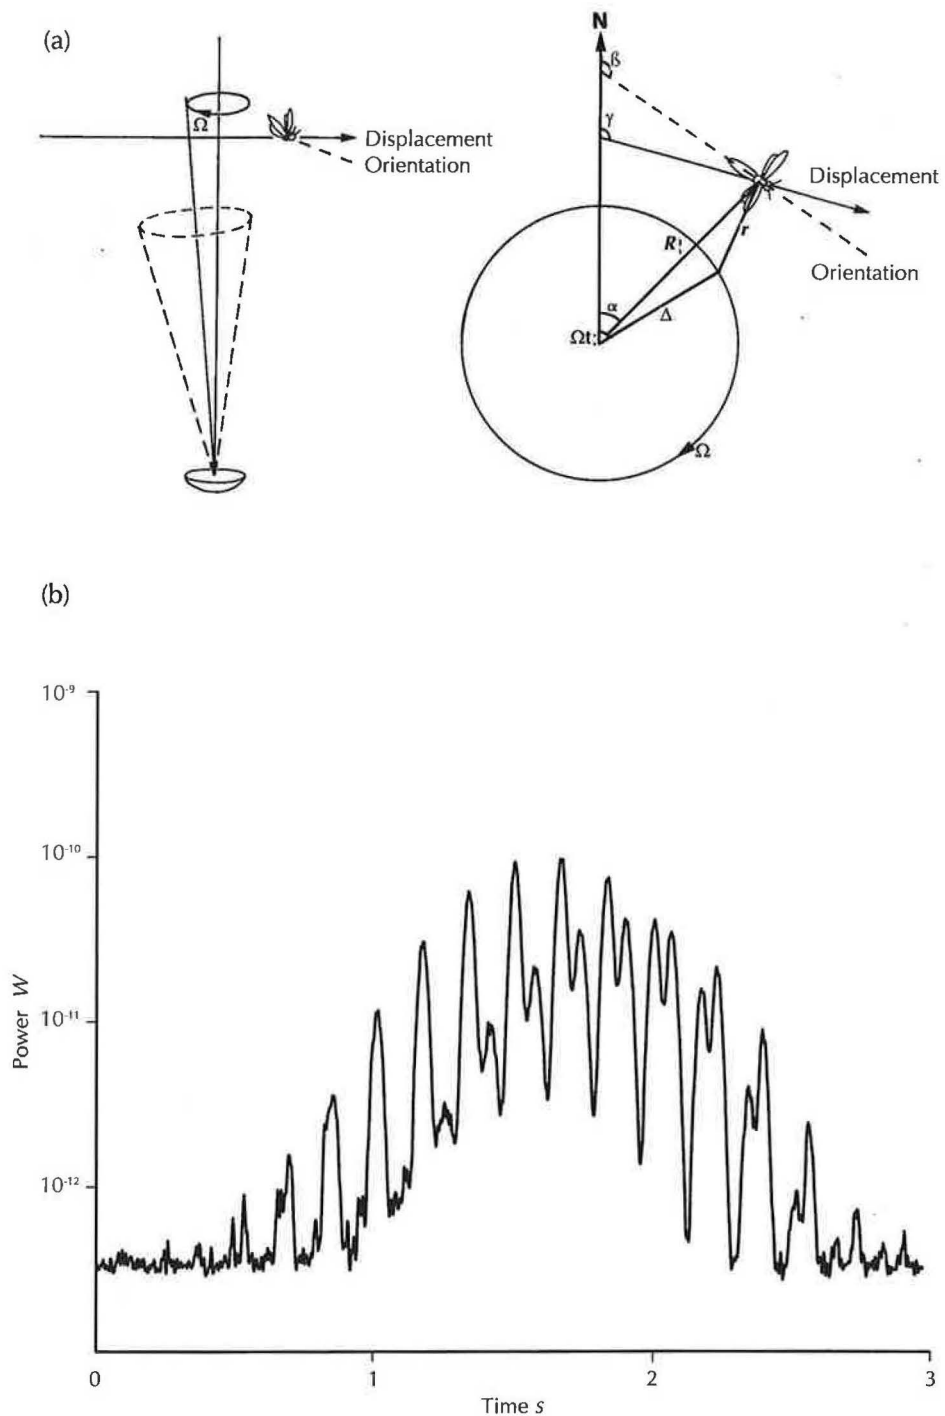 (a)
Ω
Displacement
Orientation
N
ß
γ
Displacement
r
R
Orientation
α
Δ
Ωt
Ω
(b)
10⁻⁹
10⁻¹⁰
10⁻¹¹
10⁻¹²
Power W
0
1
2
3
Time s